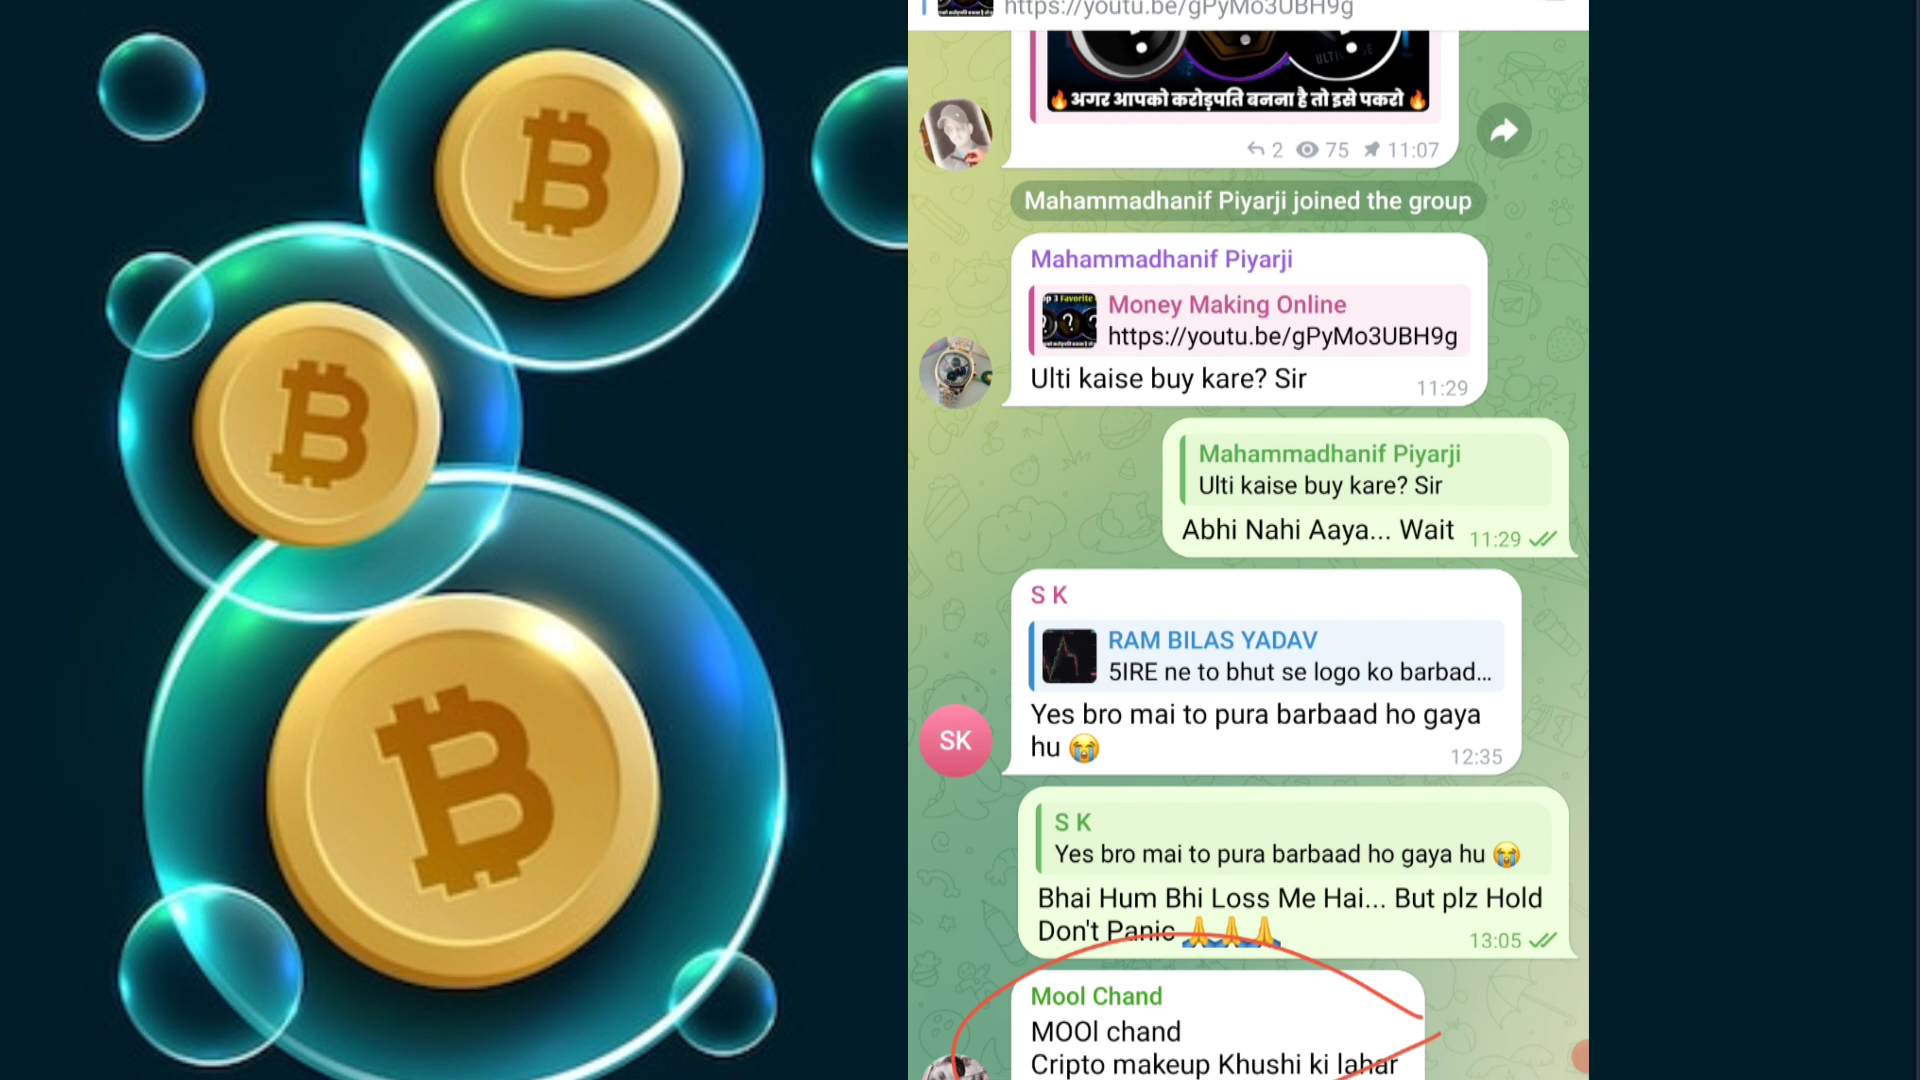 https://youtu.be/gPyMo3UBH9g
🔥अगर आपको करोड़पति बनना है तो इसे पकरो🔥
2 75 11:07
Mahammadhanif Piyarji joined the group
Mahammadhanif Piyarji
Money Making Online
https://youtu.be/gPyMo3UBH9g
Ulti kaise buy kare? Sir
11:29
Mahammadhanif Piyarji
Ulti kaise buy kare? Sir
Abhi Nahi Aaya... Wait
11:29
S K
RAM BILAS YADAV
5IRE ne to bhut se logo ko barbad...
SK
Yes bro mai to pura barbaad ho gaya
hu 😭
12:35
S K
Yes bro mai to pura barbaad ho gaya hu 😭
Bhai Hum Bhi Loss Me Hai... But plz Hold
Don't Panic 🙏🙏🙏
13:05
Mool Chand
MOOl chand
Cripto makeup Khushi ki lahar